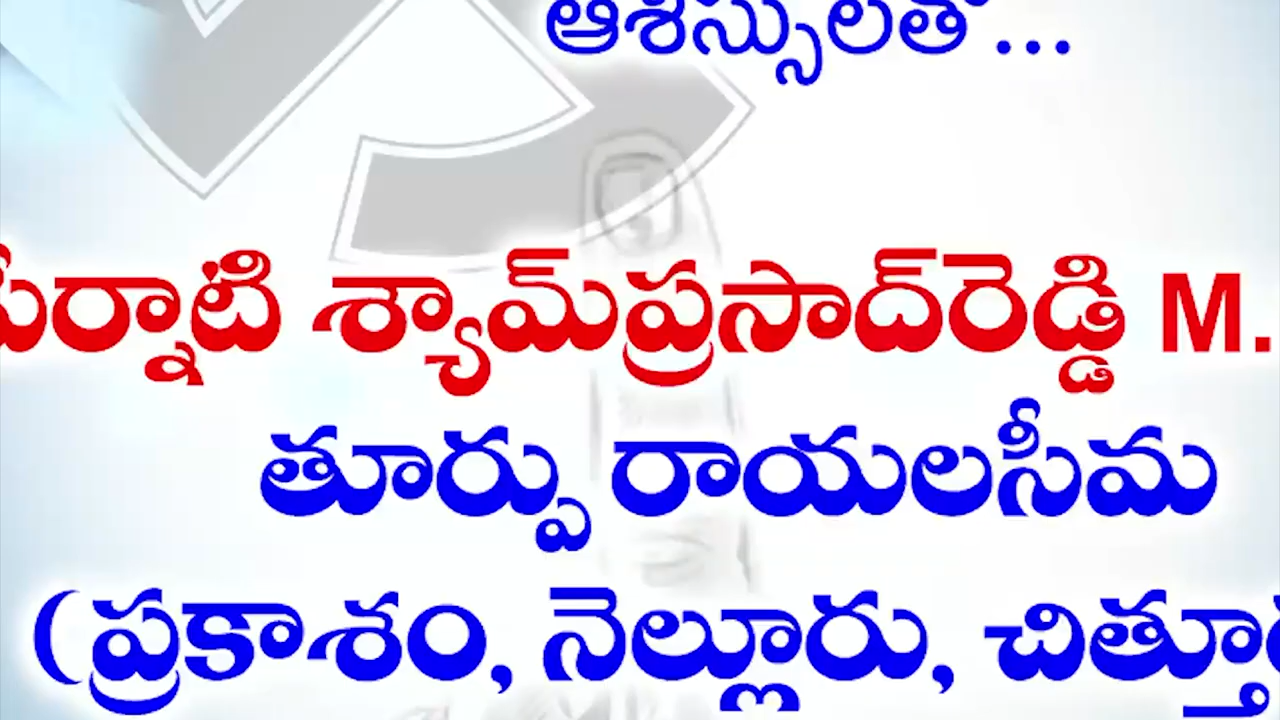 ఆశీస్సులతో...
పేర్నాటి శ్యామ్‌ప్రసాద్‌రెడ్డి M.
తూర్పు రాయలసీమ
(ప్రకాశం, నెల్లూరు,